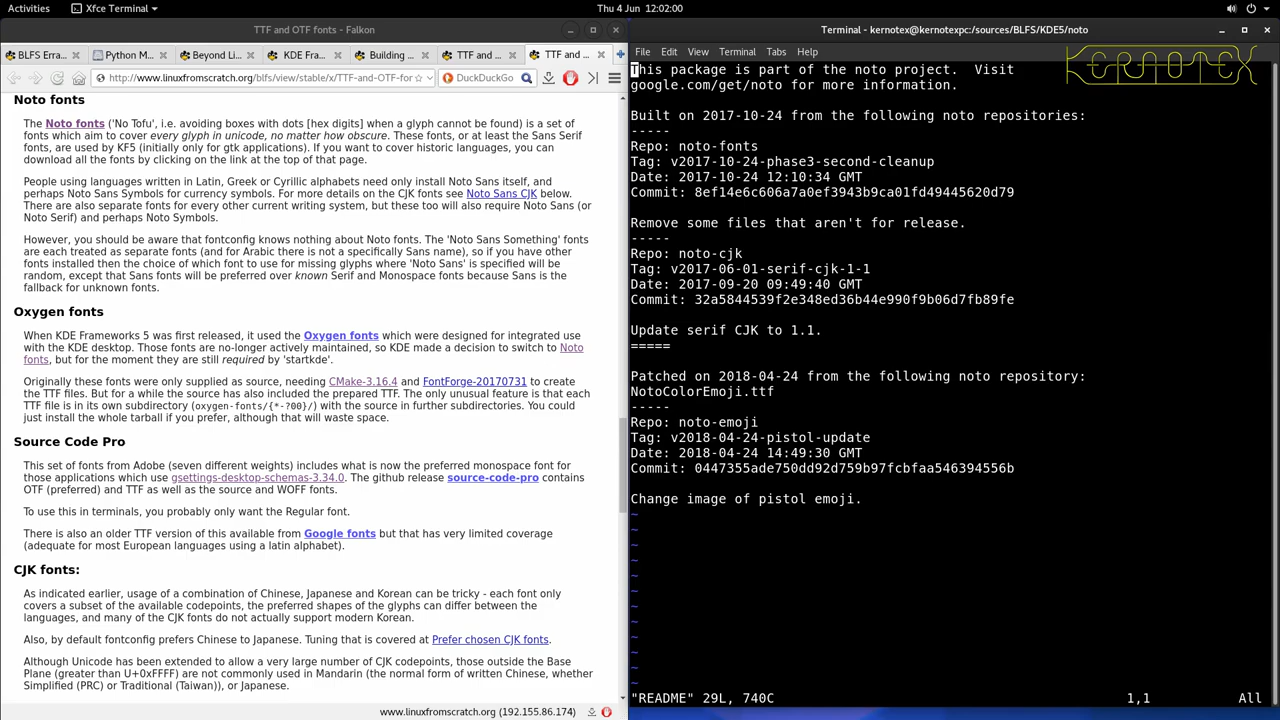 Activities
Xfce Terminal
Thu 4 Jun 12:02:00
TTF and OTF fonts - Falkon
BLFS Erra...
Python M...
Beyond Li...
KDE Fra...
Building ...
TTF and ...
TTF and...
http://www.linuxfromscratch.org/blfs/view/stable/x/TTF-and-OTF-for
DuckDuckGo
Noto fonts
The Noto fonts ('No Tofu', i.e. avoiding boxes with dots [hex digits] when a glyph cannot be found) is a set of
fonts which aim to cover every glyph in unicode, no matter how obscure. These fonts, or at least the Sans Serif
fonts, are used by KF5 (initially only for gtk applications). If you want to cover historic languages, you can
download all the fonts by clicking on the link at the top of that page.
People using languages written in Latin, Greek or Cyrillic alphabets need only install Noto Sans itself, and
perhaps Noto Sans Symbols for currency symbols. For more details on the CJK fonts see Noto Sans CJK below.
There are also separate fonts for every other current writing system, but these too will also require Noto Sans (or
Noto Serif) and perhaps Noto Symbols.
However, you should be aware that fontconfig knows nothing about Noto fonts. The 'Noto Sans Something' fonts
are each treated as separate fonts (and for Arabic there is not a specifically Sans name), so if you have other
fonts installed then the choice of which font to use for missing glyphs where 'Noto Sans' is specified will be
random, except that Sans fonts will be preferred over known Serif and Monospace fonts because Sans is the
fallback for unknown fonts.
Oxygen fonts
When KDE Frameworks 5 was first released, it used the Oxygen fonts which were designed for integrated use
with the KDE desktop. Those fonts are no-longer actively maintained, so KDE made a decision to switch to Noto
fonts, but for the moment they are still required by 'startkde'.
Originally these fonts were only supplied as source, needing CMake-3.16.4 and FontForge-20170731 to create
the TTF files. But for a while the source has also included the prepared TTF. The only unusual feature is that each
TTF file is in its own subdirectory (oxygen-fonts/{*-?00}/) with the source in further subdirectories. You could
just install the whole tarball if you prefer, although that will waste space.
Source Code Pro
This set of fonts from Adobe (seven different weights) includes what is now the preferred monospace font for
those applications which use gsettings-desktop-schemas-3.34.0. The github release source-code-pro contains
OTF (preferred) and TTF as well as the source and WOFF fonts.
To use this in terminals, you probably only want the Regular font.
There is also an older TTF version of this available from Google fonts but that has very limited coverage
(adequate for most European languages using a latin alphabet).
CJK fonts:
As indicated earlier, usage of a combination of Chinese, Japanese and Korean can be tricky - each font only
covers a subset of the available codepoints, the preferred shapes of the glyphs can differ between the
languages, and many of the CJK fonts do not actually support modern Korean.
Also, by default fontconfig prefers Chinese to Japanese. Tuning that is covered at Prefer chosen CJK fonts.
Although Unicode has been extended to allow a very large number of CJK codepoints, those outside the Base
Plane (greater than U+0xFFFF) are not commonly used in Mandarin (the normal form of written Chinese, whether
Simplified (PRC) or Traditional (Taiwan)), or Japanese.
www.linuxfromscratch.org (192.155.86.174)
Terminal - kernotex@kernotexpc:/sources/BLFS/KDE5/noto
File Edit View Terminal Tabs Help
KERNOTEX
This package is part of the noto project.  Visit
google.com/get/noto for more information.
Built on 2017-10-24 from the following noto repositories:
-----
Repo: noto-fonts
Tag: v2017-10-24-phase3-second-cleanup
Date: 2017-10-24 12:10:34 GMT
Commit: 8ef14e6c606a7a0ef3943b9ca01fd49445620d79
Remove some files that aren't for release.
-----
Repo: noto-cjk
Tag: v2017-06-01-serif-cjk-1-1
Date: 2017-09-20 09:49:40 GMT
Commit: 32a5844539f2e348ed36b44e990f9b06d7fb89fe
Update serif CJK to 1.1.
=====
Patched on 2018-04-24 from the following noto repository:
NotoColorEmoji.ttf
-----
Repo: noto-emoji
Tag: v2018-04-24-pistol-update
Date: 2018-04-24 14:49:30 GMT
Commit: 0447355ade750dd92d759b97fcbfaa546394556b
Change image of pistol emoji.
~
~
~
~
~
~
~
~
~
~
~
~
"README" 29L, 740C
1,1
All